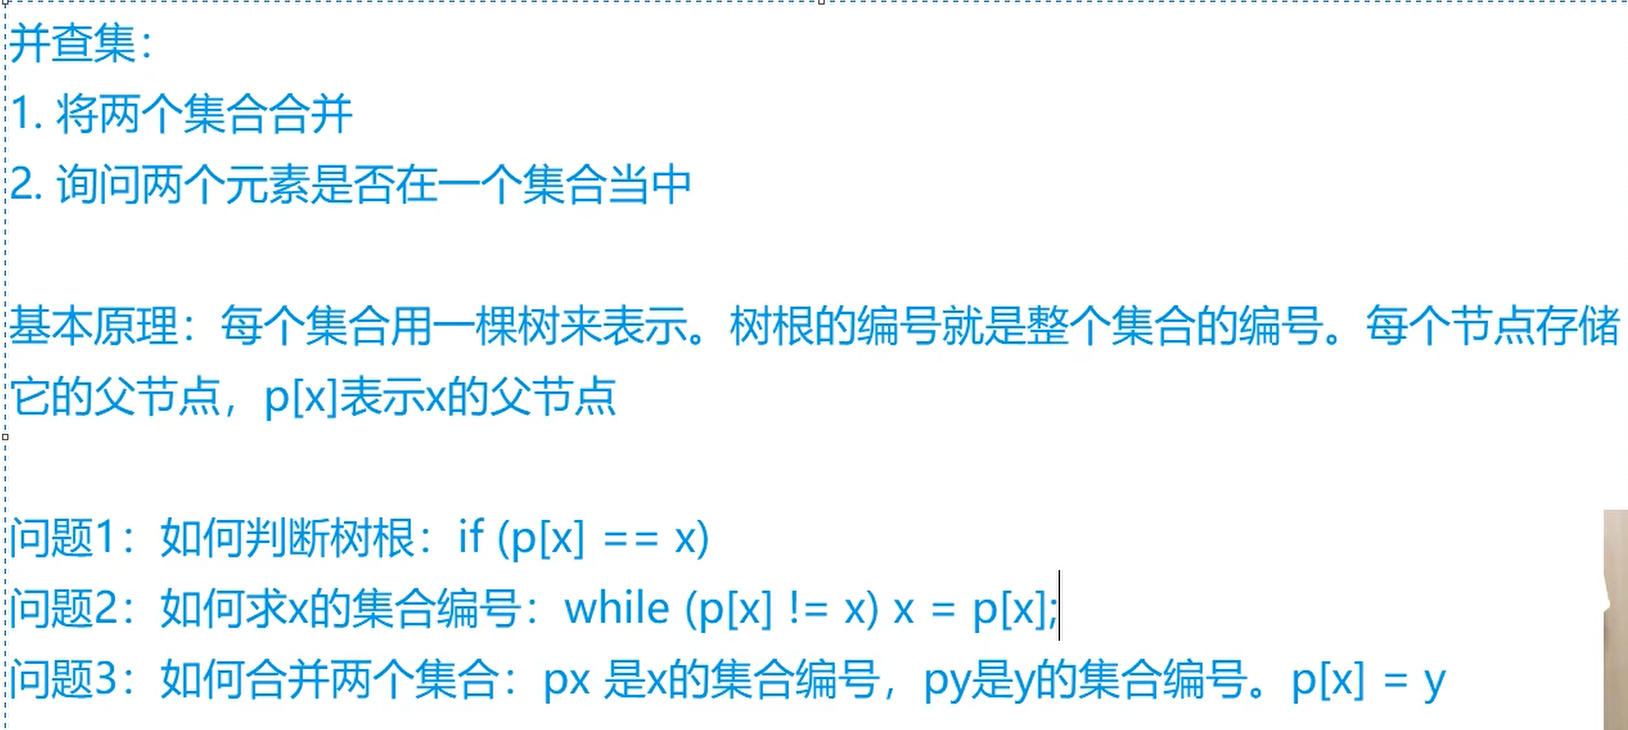 并查集：
1. 将两个集合合并
2. 询问两个元素是否在一个集合当中
基本原理：每个集合用一棵树来表示。树根的编号就是整个集合的编号。每个节点存储
它的父节点，p[x]表示x的父节点
问题1：如何判断树根：if (p[x] == x)
问题2：如何求x的集合编号：while (p[x] != x) x = p[x];
问题3：如何合并两个集合：px 是x的集合编号，py是y的集合编号。p[x] = y